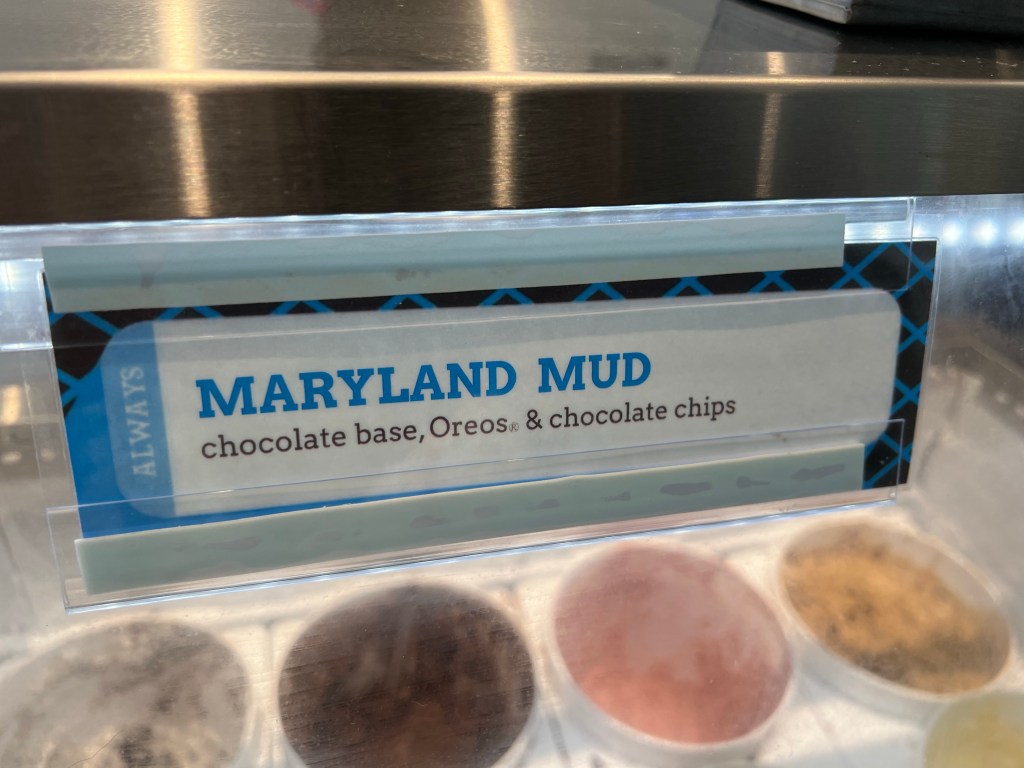 ALWAYS
MARYLAND MUD
chocolate base, Oreos® & chocolate chips